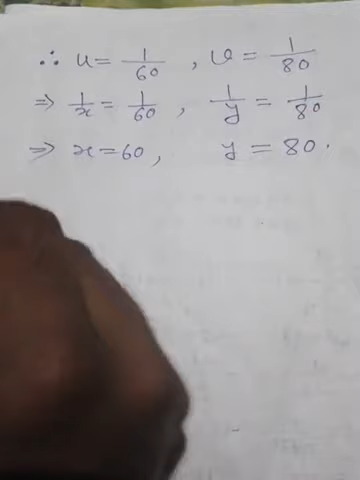 ∴ u = 1/60 , v = 1/80
⇒ 1/x = 1/60 , 1/y = 1/80
⇒ x = 60, y = 80.